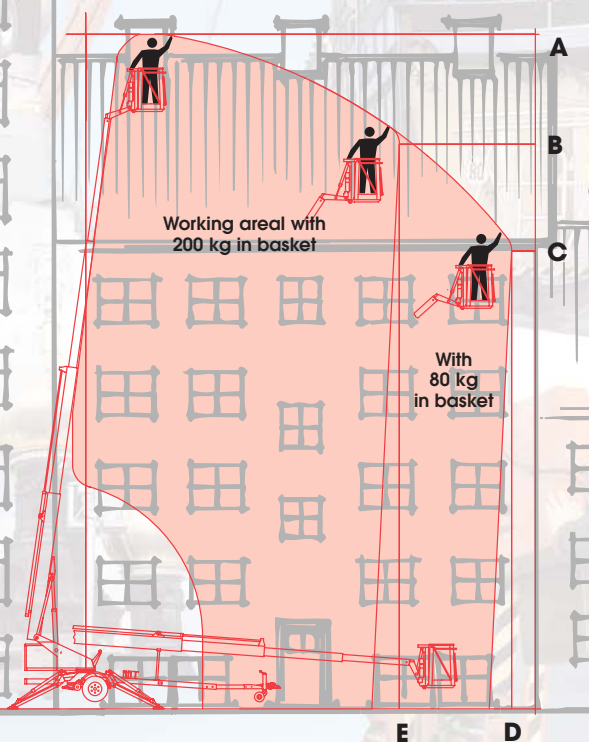 A
B
Working areal with
200 kg in basket
C
With
80 kg
in basket
E D